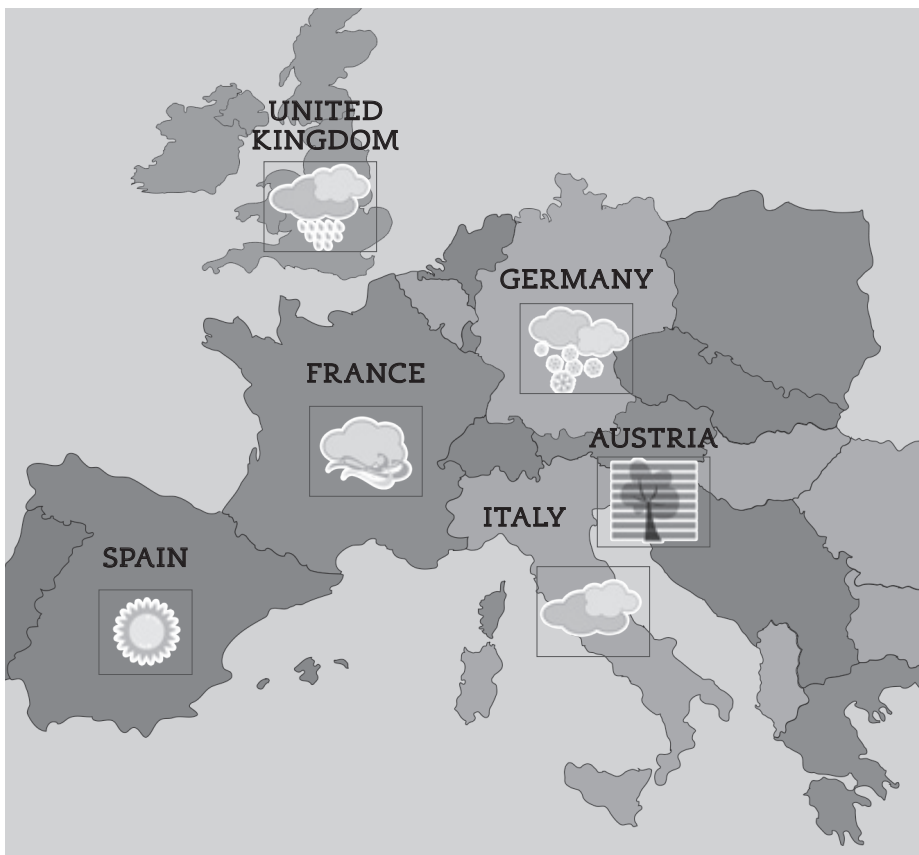 UNITED
KINGDOM
GERMANY
FRANCE
AUSTRIA
ITALY
SPAIN